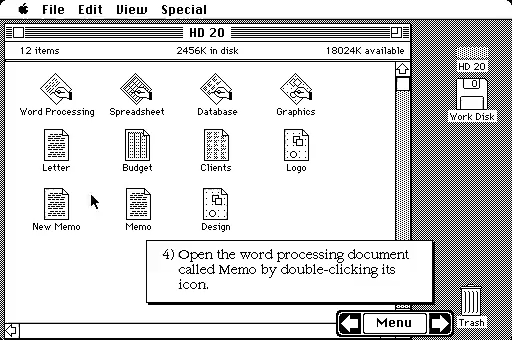 File Edit View Special
HD 20
12 items 2456K in disk 18024K available
Word Processing Spreadsheet Database Graphics
Letter Budget Clients Logo
New Memo Memo Design
HD 20
Work Disk
4) Open the word processing document
called Memo by double-clicking its
icon.
Menu
Trash